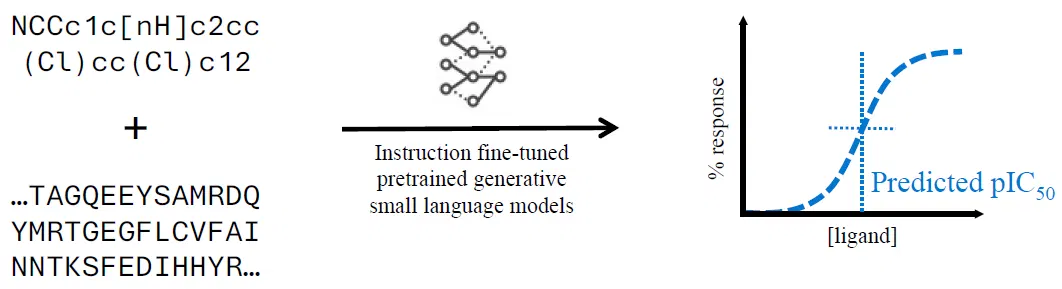 NCCc1c[nH]c2cc
(Cl)cc(Cl)c12
+
…TAGQEEYSAMRDQ
YMRTGEGFLCVFAI
NNTKSFEDIHHYR…
Instruction fine-tuned
pretrained generative
small language models
% response
Predicted pIC₅₀
[ligand]